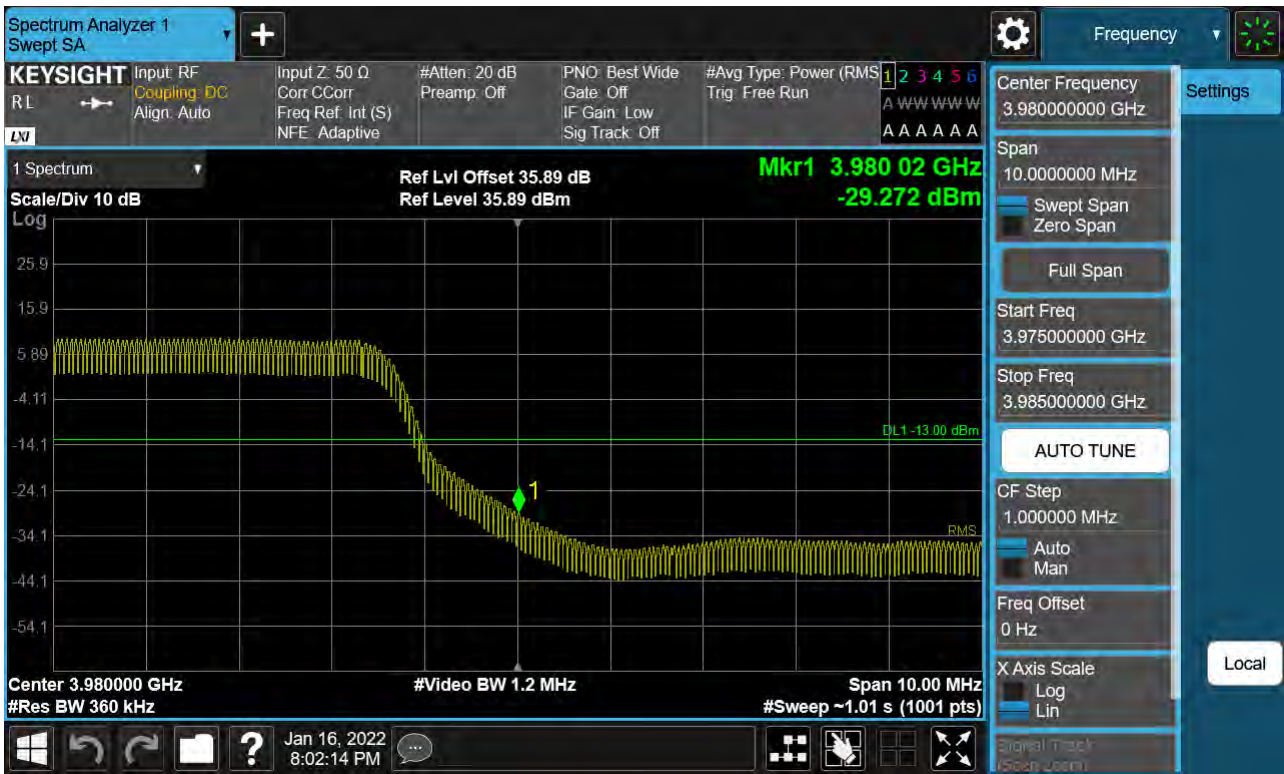 Spectrum Analyzer 1
Swept SA
+
Frequency
KEYSIGHT
RL
LXI
Input: RF
Coupling: DC
Align: Auto
Input Z: 50 Ω
Corr CCorr
Freq Ref: Int (S)
NFE: Adaptive
#Atten: 20 dB
Preamp: Off
PNO: Best Wide
Gate: Off
IF Gain: Low
Sig Track: Off
#Avg Type: Power (RMS
Trig: Free Run
1 2 3 4 5 6
A W W W W W
A A A A A A
1 Spectrum
Scale/Div 10 dB
Log
Ref Lvl Offset 35.89 dB
Ref Level 35.89 dBm
Mkr1 3.980 02 GHz
-29.272 dBm
25.9
15.9
5.89
-4.11
-14.1
-24.1
-34.1
-44.1
-54.1
DL1 -13.00 dBm
1
RMS
Center 3.980000 GHz
#Res BW 360 kHz
#Video BW 1.2 MHz
Span 10.00 MHz
#Sweep ~1.01 s (1001 pts)
Center Frequency
3.980000000 GHz
Settings
Span
10.0000000 MHz
Swept Span
Zero Span
Full Span
Start Freq
3.975000000 GHz
Stop Freq
3.985000000 GHz
AUTO TUNE
CF Step
1.000000 MHz
Auto
Man
Freq Offset
0 Hz
X Axis Scale
Log
Lin
Signal Track
(Span Zoom)
Local
?
Jan 16, 2022
8:02:14 PM